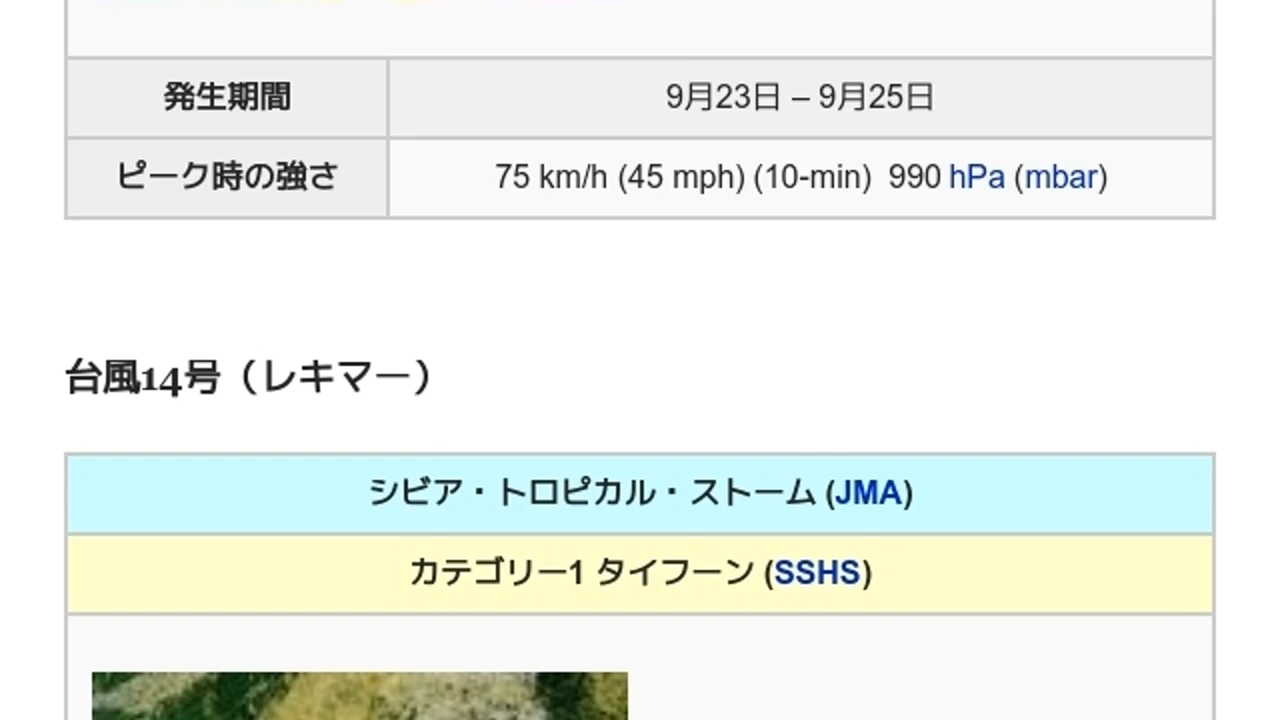 発生期間
9月23日 – 9月25日
ピーク時の強さ
75 km/h (45 mph) (10-min)  990 hPa (mbar)
台風14号（レキマー）
シビア・トロピカル・ストーム (JMA)
カテゴリー1 タイフーン (SSHS)